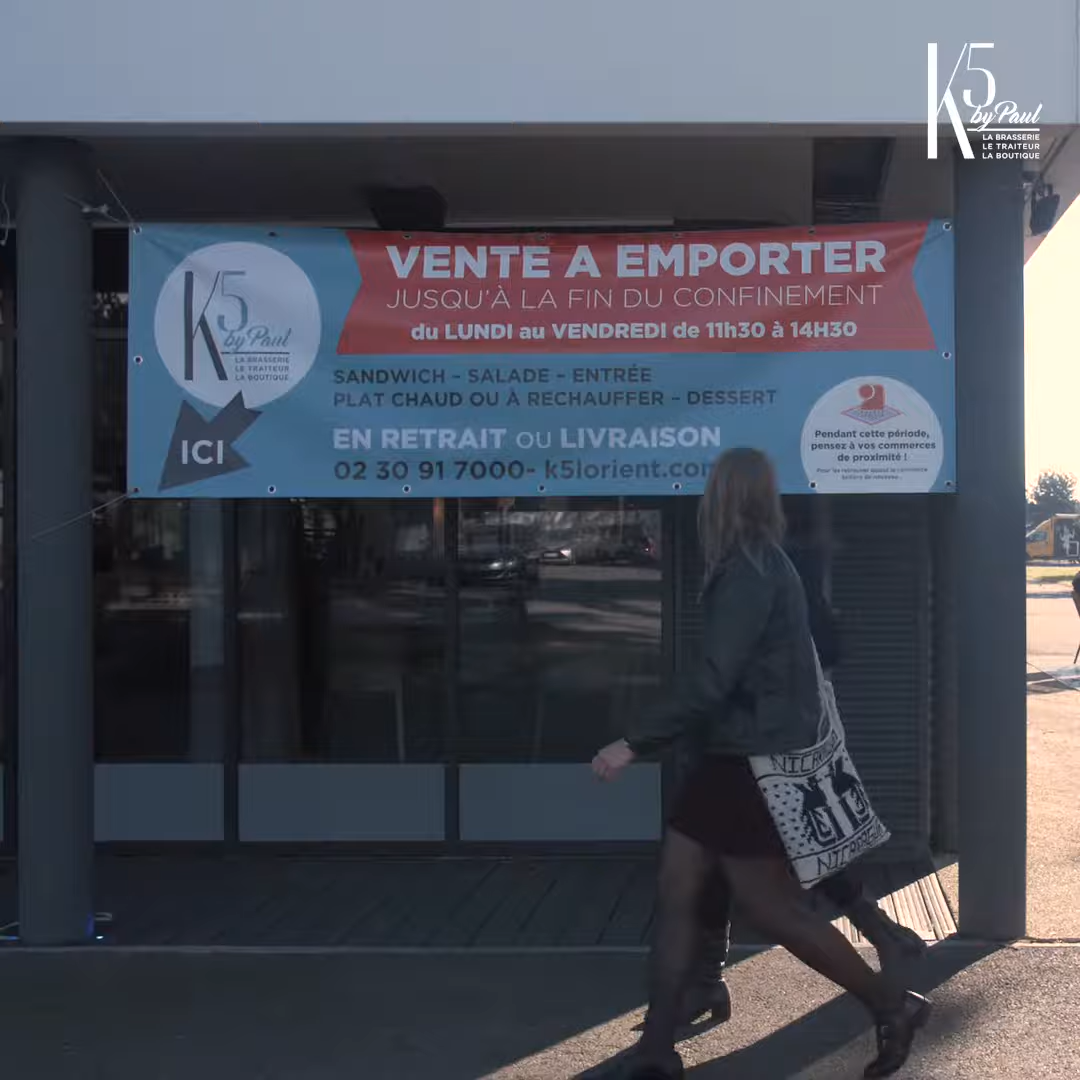 K5
by Paul
LA BRASSERIE
LE TRAITEUR
LA BOUTIQUE
VENTE A EMPORTER
JUSQU'À LA FIN DU CONFINEMENT
du LUNDI au VENDREDI de 11h30 à 14H30
K5
by Paul
LA BRASSERIE
LE TRAITEUR
LA BOUTIQUE
SANDWICH - SALADE - ENTRÉE
PLAT CHAUD OU À RECHAUFFER - DESSERT
ICI
EN RETRAIT OU LIVRAISON
02 30 91 7000- k5lorient.com
Pendant cette période,
pensez à vos commerces
de proximité !
NICARAGUA